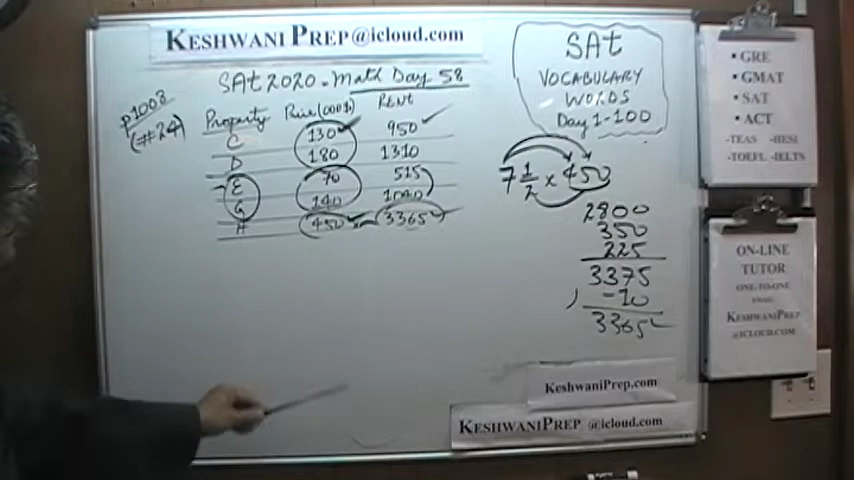 KESHWANI PREP@icloud.com
SAt 2020 - Math Day 58
P1008
(#24)
Property Price (000$) RENT
C 130 950
D 180 1310
E 70 515
G 140 1040
H 450 3365
SAt
VOCABULARY
WORDS
Day 1-100
7 1/2 x 450
2800
350
225
3375
-10
3365
• GRE
• GMAT
• SAT
• ACT
-TEAS -HESI
-TOEFL -IELTS
ON-LINE
TUTOR
ONE-TO-ONE
KESHWANIPREP
@ICLOUD.COM
KeshwaniPrep.com
KESHWANIPREP @icloud.com